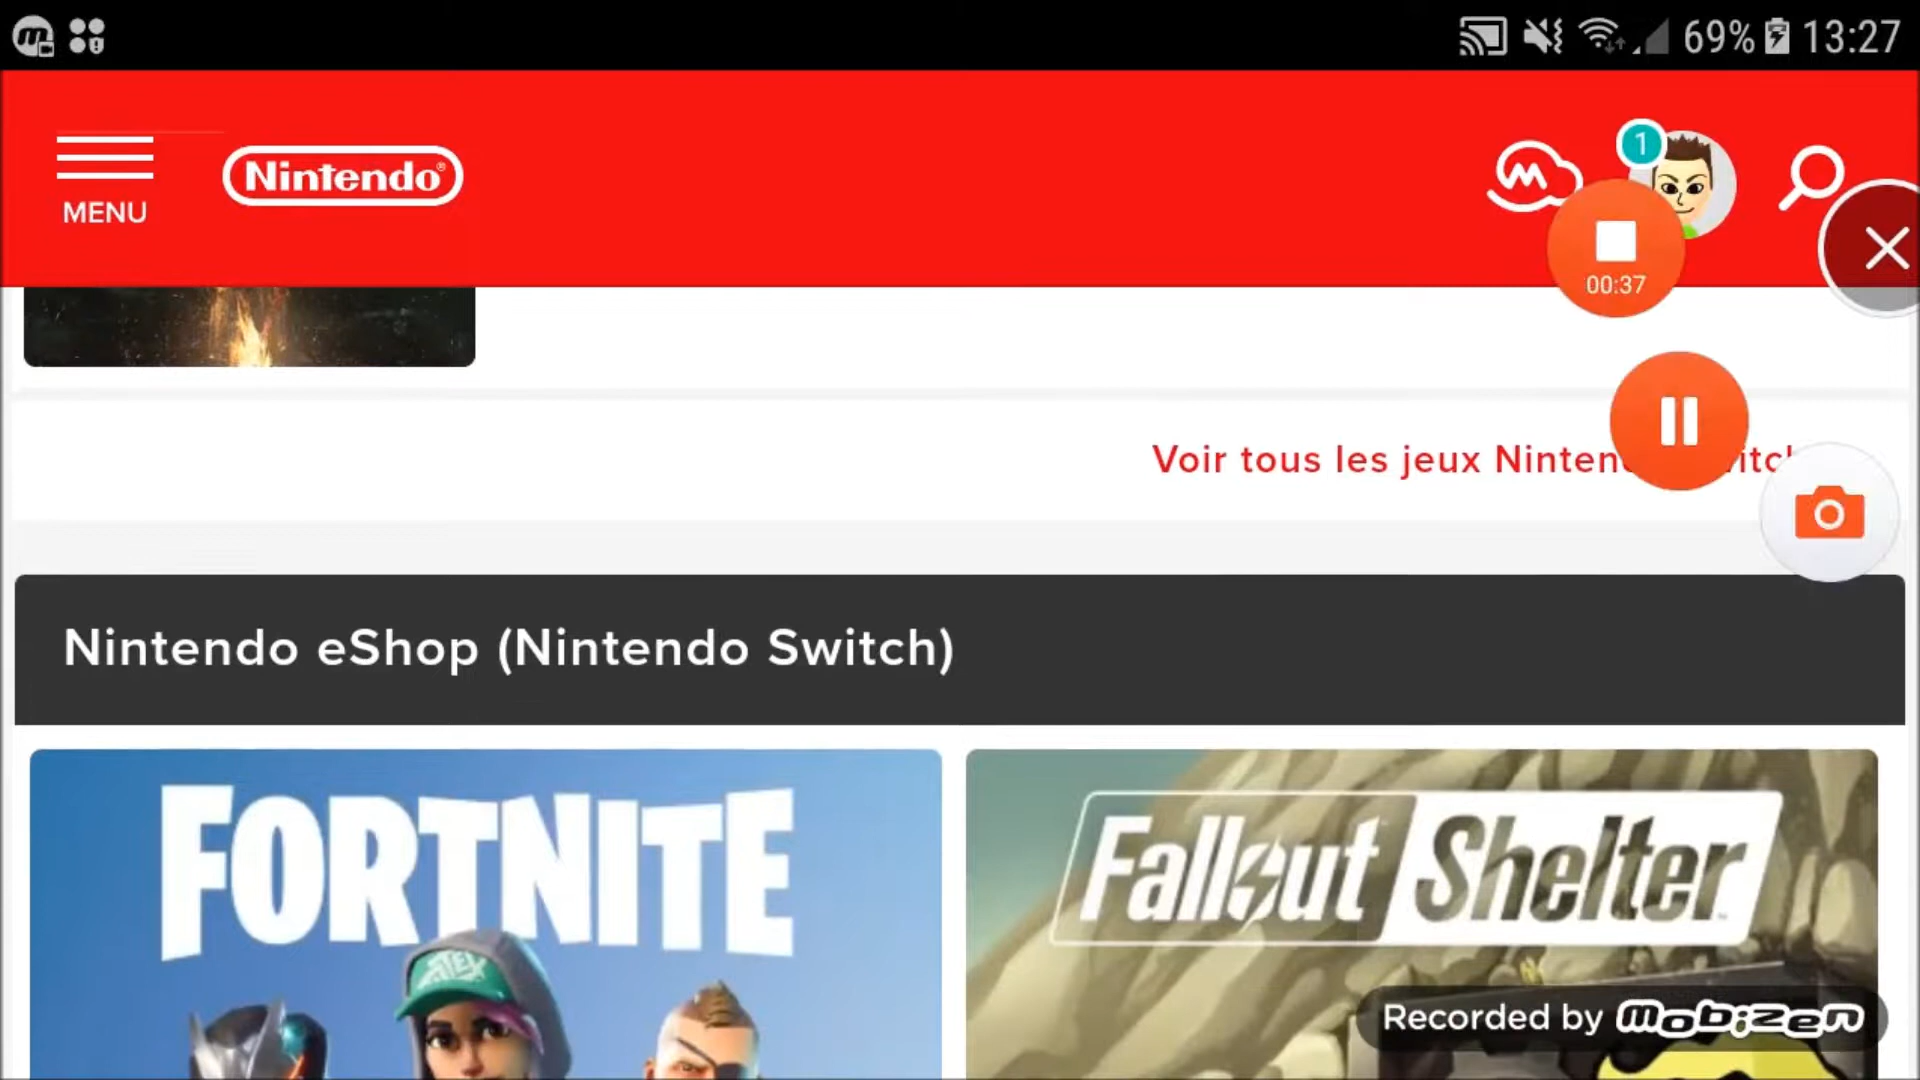 69% 13:27
MENU
Nintendo®
1
00:37
Voir tous les jeux
Nintendo eShop (Nintendo Switch)
FORTNITE
Fallout Shelter
Recorded by Mobizen